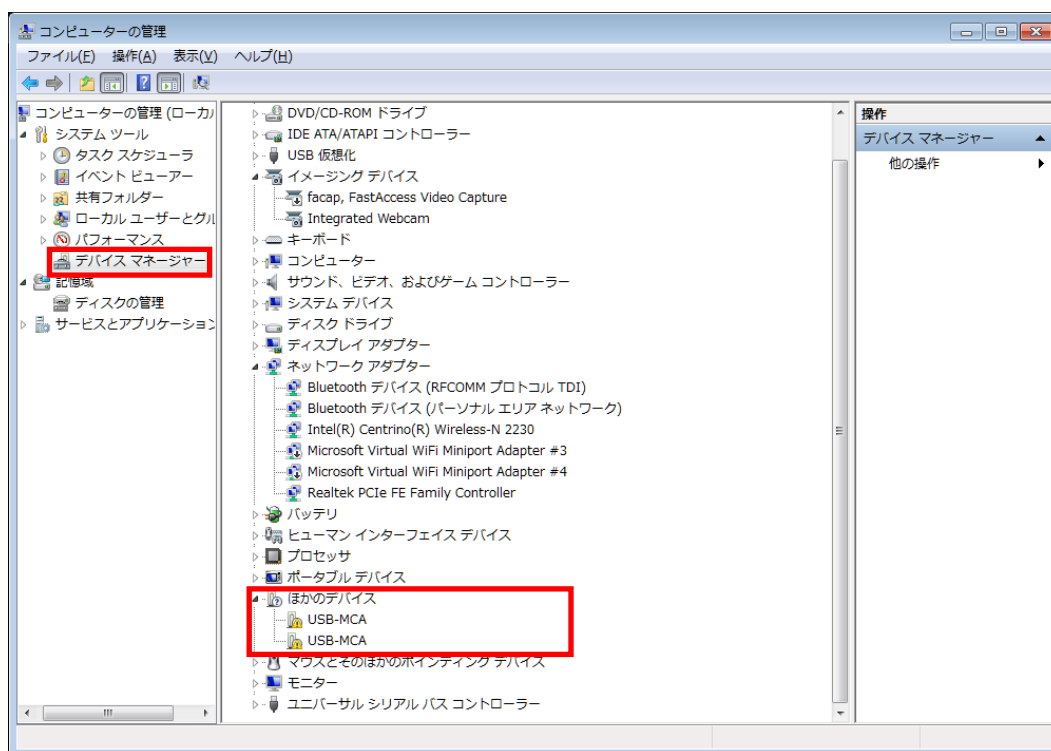 コンピューターの管理
ファイル(F) 操作(A) 表示(V) ヘルプ(H)
コンピューターの管理 (ローカル
システム ツール
タスク スケジューラ
イベント ビューアー
共有フォルダー
ローカル ユーザーとグル
パフォーマンス
デバイス マネージャー
記憶域
ディスクの管理
サービスとアプリケーション
DVD/CD-ROM ドライブ
IDE ATA/ATAPI コントローラー
USB 仮想化
イメージング デバイス
facap, FastAccess Video Capture
Integrated Webcam
キーボード
コンピューター
サウンド、ビデオ、およびゲーム コントローラー
システム デバイス
ディスク ドライブ
ディスプレイ アダプター
ネットワーク アダプター
Bluetooth デバイス (RFCOMM プロトコル TDI)
Bluetooth デバイス (パーソナル エリア ネットワーク)
Intel(R) Centrino(R) Wireless-N 2230
Microsoft Virtual WiFi Miniport Adapter #3
Microsoft Virtual WiFi Miniport Adapter #4
Realtek PCIe FE Family Controller
バッテリ
ヒューマン インターフェイス デバイス
プロセッサ
ポータブル デバイス
ほかのデバイス
USB-MCA
USB-MCA
マウスとそのほかのポインティング デバイス
モニター
ユニバーサル シリアル バス コントローラー
操作
デバイス マネージャー
他の操作